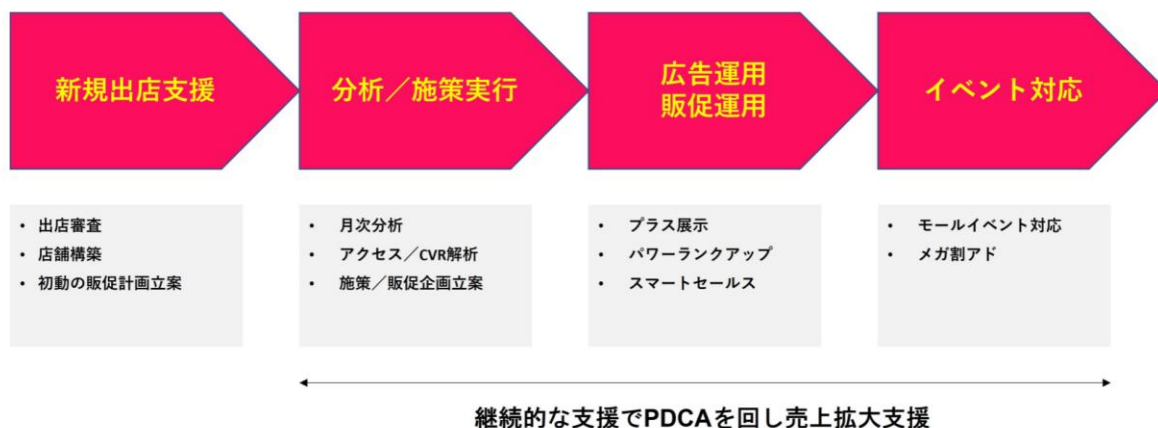 新規出店支援
分析／施策実行
広告運用
販促運用
イベント対応
• 出店審査
• 店舗構築
• 初動の販促計画立案
• 月次分析
• アクセス／CVR解析
• 施策／販促企画立案
• プラス展示
• パワーランクアップ
• スマートセールス
• モールイベント対応
• メガ割アド
継続的な支援でPDCAを回し売上拡大支援